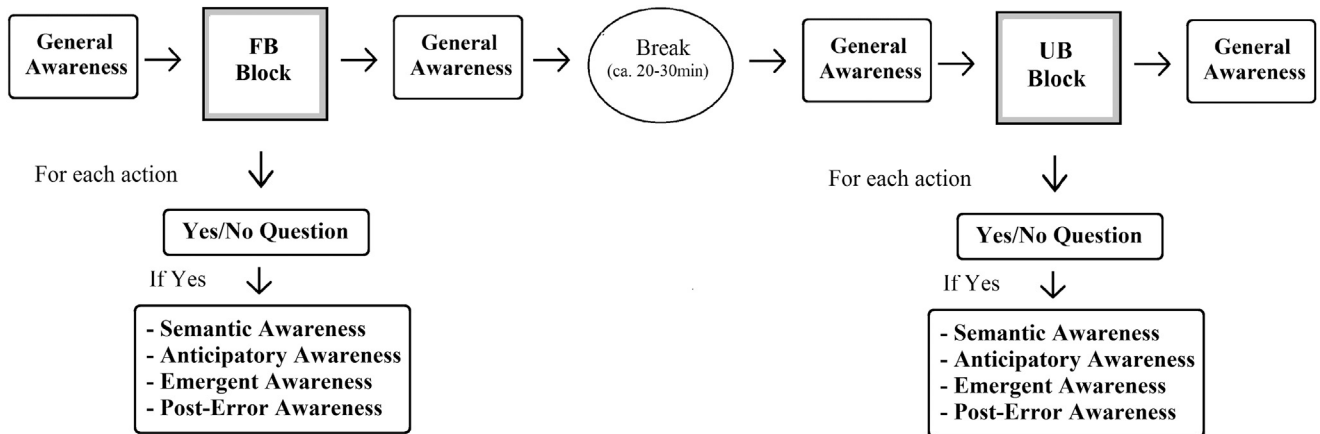 General
Awareness
FB
Block
General
Awareness
Break
(ca. 20-30min)
General
Awareness
UB
Block
General
Awareness
For each action
Yes/No Question
If Yes
- Semantic Awareness
- Anticipatory Awareness
- Emergent Awareness
- Post-Error Awareness
For each action
Yes/No Question
If Yes
- Semantic Awareness
- Anticipatory Awareness
- Emergent Awareness
- Post-Error Awareness